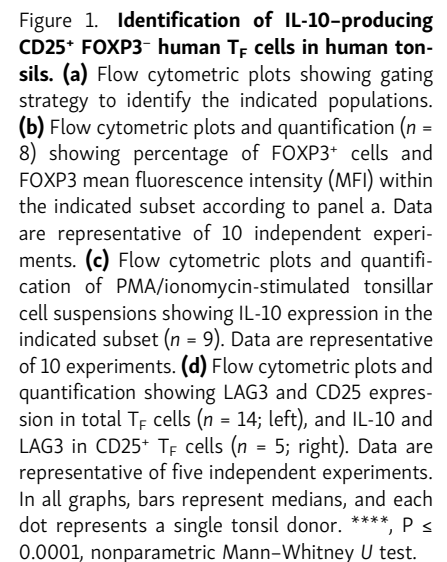 Figure 1. Identification of IL-10–producing
CD25⁺ FOXP3⁻ human T_F cells in human ton-
sils. (a) Flow cytometric plots showing gating
strategy to identify the indicated populations.
(b) Flow cytometric plots and quantification (n =
8) showing percentage of FOXP3⁺ cells and
FOXP3 mean fluorescence intensity (MFI) within
the indicated subset according to panel a. Data
are representative of 10 independent experi-
ments. (c) Flow cytometric plots and quantifi-
cation of PMA/ionomycin-stimulated tonsillar
cell suspensions showing IL-10 expression in the
indicated subset (n = 9). Data are representative
of 10 experiments. (d) Flow cytometric plots and
quantification showing LAG3 and CD25 expres-
sion in total T_F cells (n = 14; left), and IL-10 and
LAG3 in CD25⁺ T_F cells (n = 5; right). Data are
representative of five independent experiments.
In all graphs, bars represent medians, and each
dot represents a single tonsil donor. ****, P ≤
0.0001, nonparametric Mann–Whitney U test.